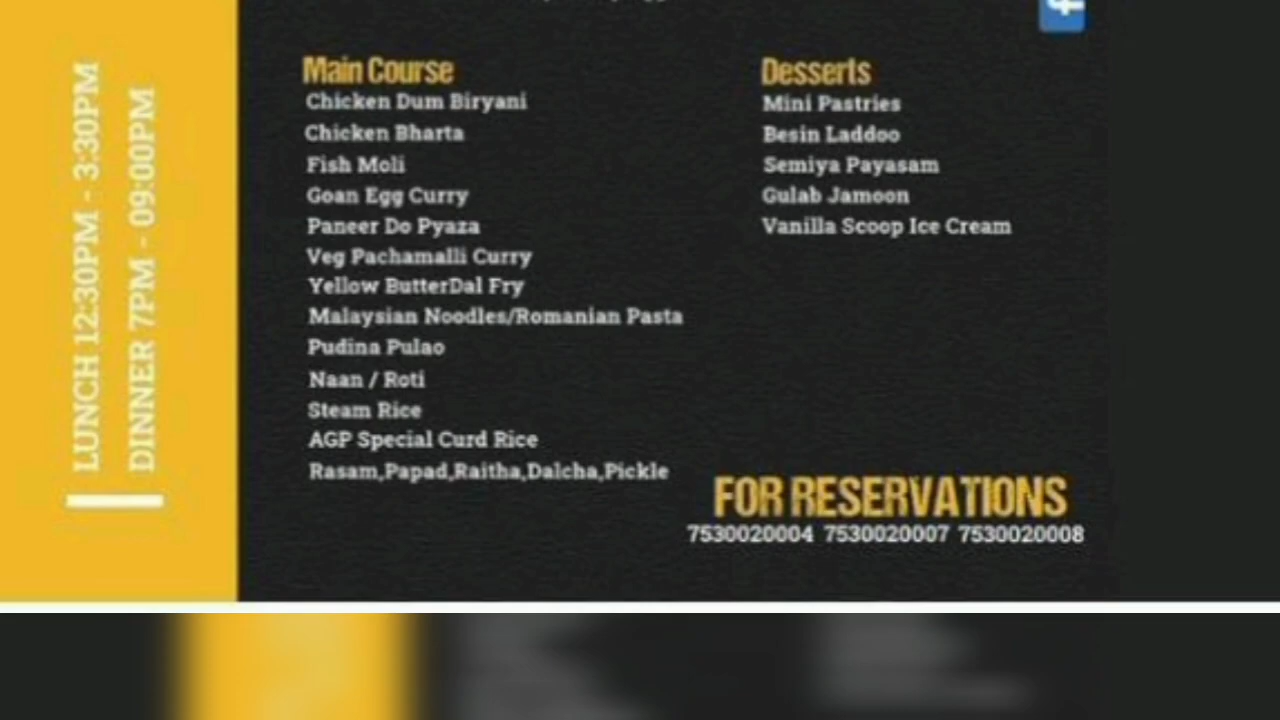 LUNCH 12:30PM - 3:30PM
DINNER 7PM - 09:00PM
Main Course
Chicken Dum Biryani
Chicken Bharta
Fish Moli
Goan Egg Curry
Paneer Do Pyaza
Veg Pachamalli Curry
Yellow ButterDal Fry
Malaysian Noodles/Romanian Pasta
Pudina Pulao
Naan / Roti
Steam Rice
AGP Special Curd Rice
Rasam,Papad,Raitha,Dalcha,Pickle
Desserts
Mini Pastries
Besin Laddoo
Semiya Payasam
Gulab Jamoon
Vanilla Scoop Ice Cream
FOR RESERVATIONS
7530020004 7530020007 7530020008